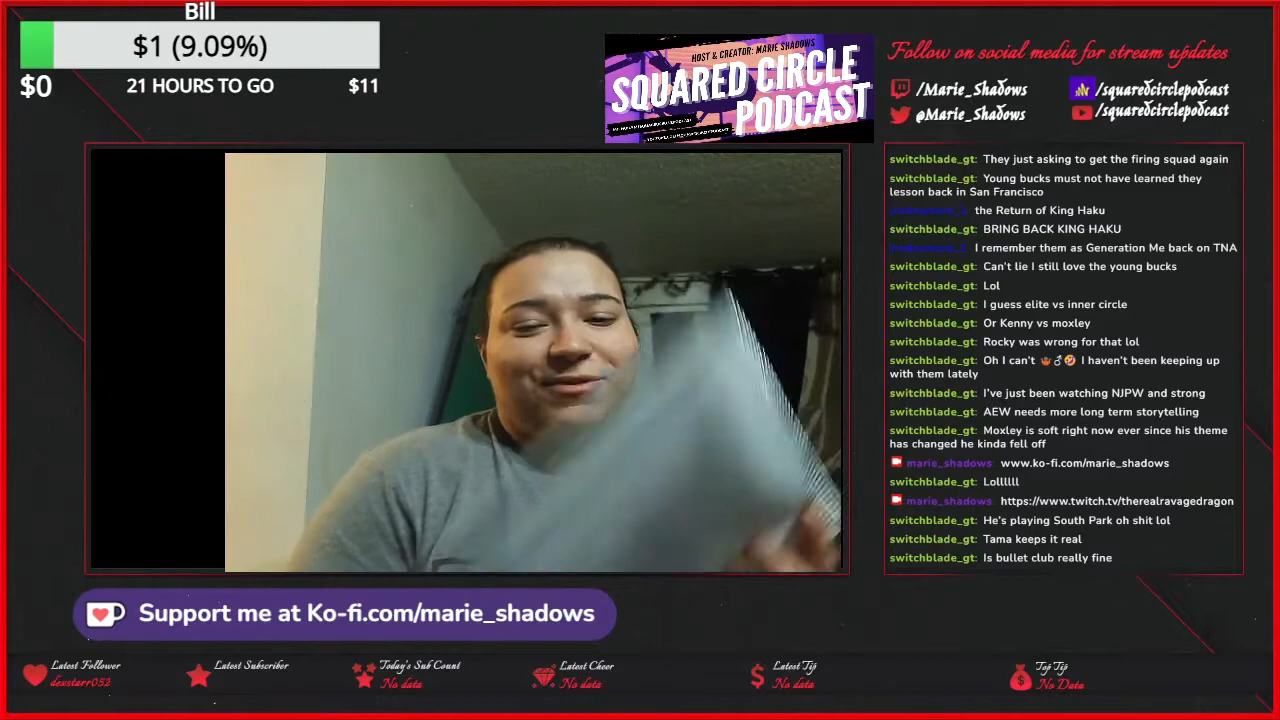 Bill
$1 (9.09%)
$0
21 HOURS TO GO
$11
HOST & CREATOR: MARIE SHADOWS
SQUARED CIRCLE
PODCAST
Follow on social media for stream updates
/Marie_Shadows
/squaredcirclepodcast
@Marie_Shadows
/squaredcirclepodcast
switchblade_gt: They just asking to get the firing squad again
switchblade_gt: Young bucks must not have learned they
lesson back in San Francisco
the Return of King Haku
switchblade_gt: BRING BACK KING HAKU
I remember them as Generation Me back on TNA
switchblade_gt: Can't lie I still love the young bucks
switchblade_gt: Lol
switchblade_gt: I guess elite vs inner circle
switchblade_gt: Or Kenny vs moxley
switchblade_gt: Rocky was wrong for that lol
switchblade_gt: Oh I can't 🤷🏾♂🤣 I haven't been keeping up
with them lately
switchblade_gt: I've just been watching NJPW and strong
switchblade_gt: AEW needs more long term storytelling
switchblade_gt: Moxley is soft right now ever since his theme
has changed he kinda fell off
marie_shadows www.ko-fi.com/marie_shadows
switchblade_gt: Lollllll
marie_shadows https://www.twitch.tv/therealravagedragon
switchblade_gt: He's playing South Park oh shit lol
switchblade_gt: Tama keeps it real
switchblade_gt: Is bullet club really fine
Support me at Ko-fi.com/marie_shadows
Latest Follower
dexstarr052
Latest Subscriber
Today's Sub Count
No data
Latest Cheer
No data
Latest Tip
No data
Top Tip
No Data